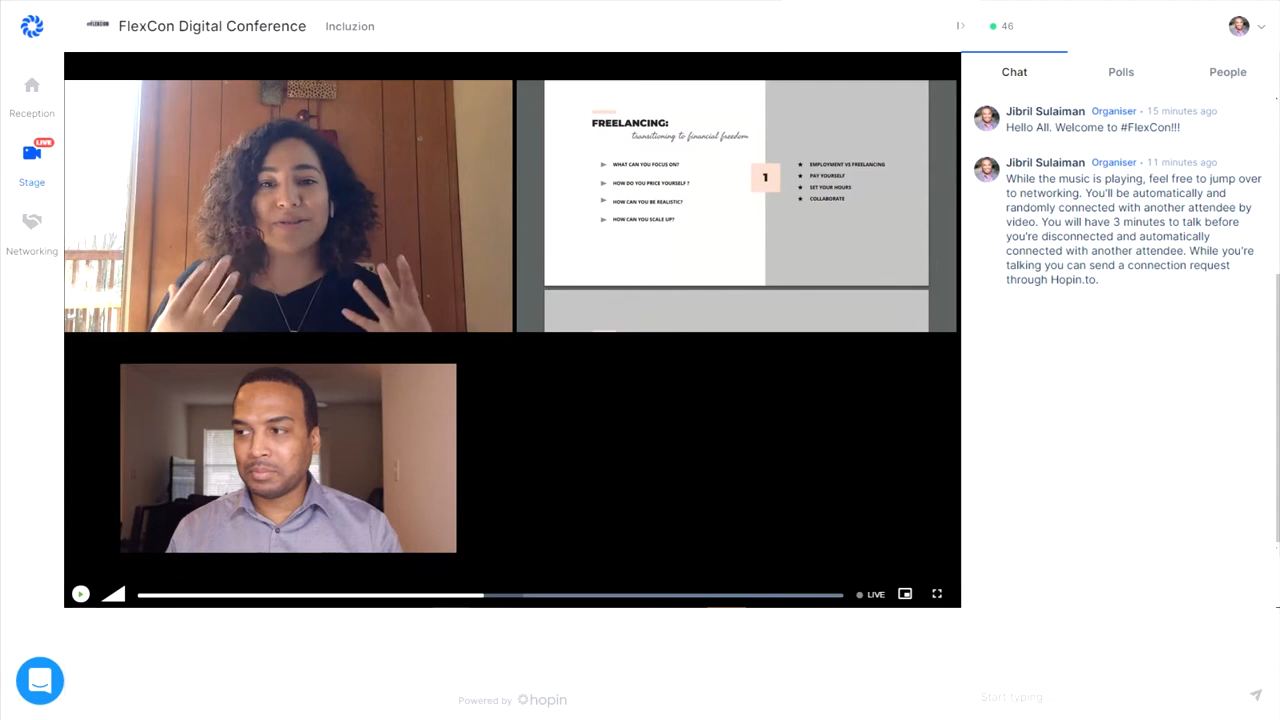 #FLEXCON
FlexCon Digital Conference
Incluzion
46
Reception
LIVE
Stage
Networking
FREELANCING:
transitioning to financial freedom
WHAT CAN YOU FOCUS ON?
HOW DO YOU PRICE YOURSELF ?
HOW CAN YOU BE REALISTIC?
HOW CAN YOU SCALE UP?
1
EMPLOYMENT VS FREELANCING
PAY YOURSELF
SET YOUR HOURS
COLLABORATE
LIVE
Powered by hopin
Chat
Polls
People
Jibril Sulaiman Organiser • 15 minutes ago
Hello All. Welcome to #FlexCon!!!
Jibril Sulaiman Organiser • 11 minutes ago
While the music is playing, feel free to jump over
to networking. You'll be automatically and
randomly connected with another attendee by
video. You will have 3 minutes to talk before
you're disconnected and automatically
connected with another attendee. While you're
talking you can send a connection request
through Hopin.to.
Start typing ...